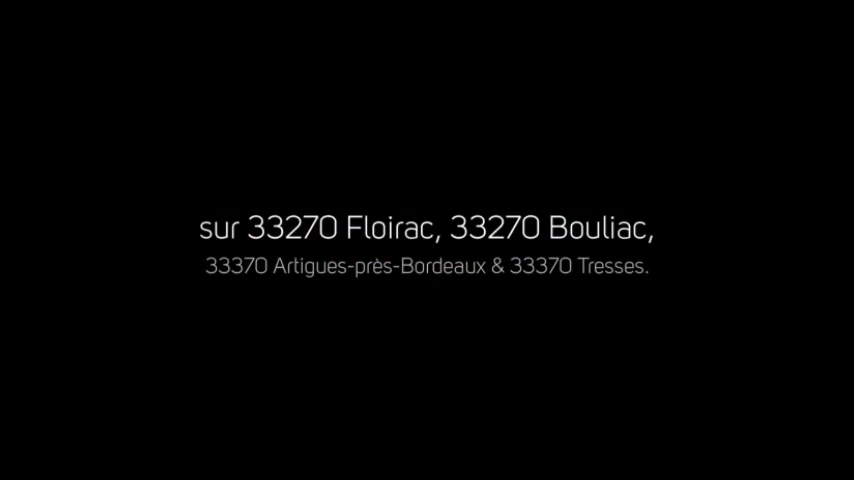 sur 33270 Floirac, 33270 Bouliac,
33370 Artigues-près-Bordeaux & 33370 Tresses.